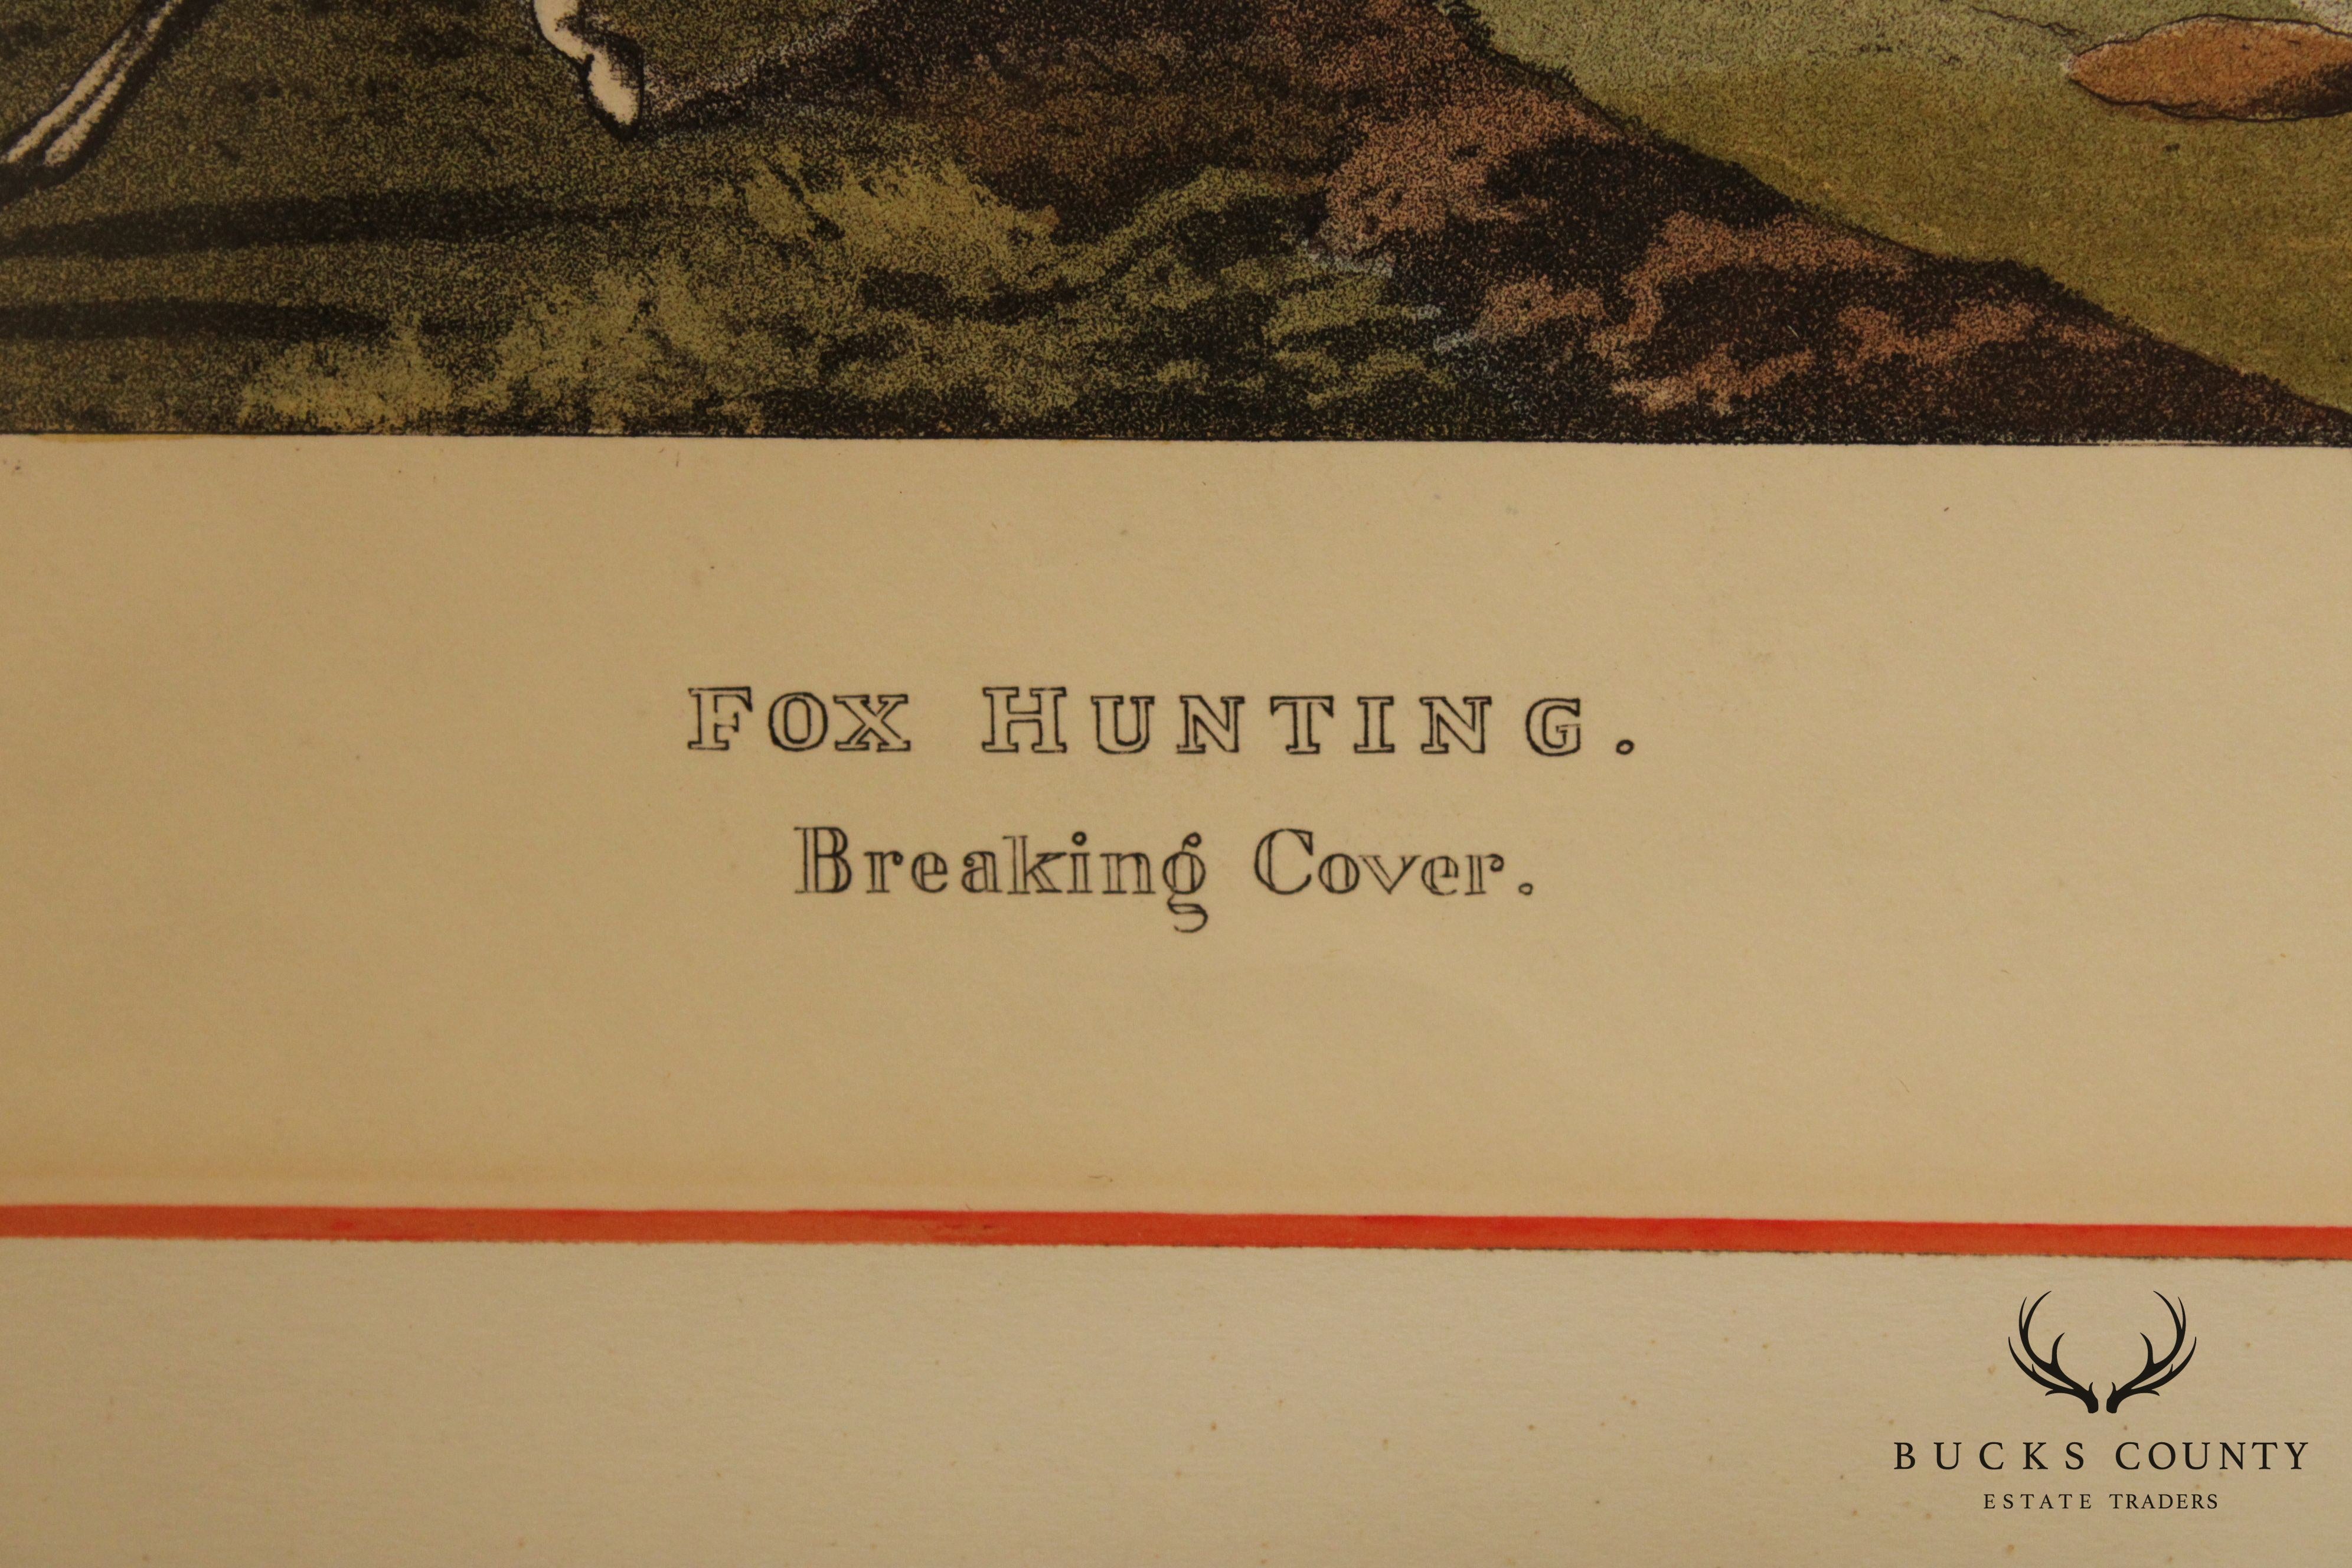 FOX HUNTING.
Breaking Cover.
BUCKS COUNTY
ESTATE TRADERS